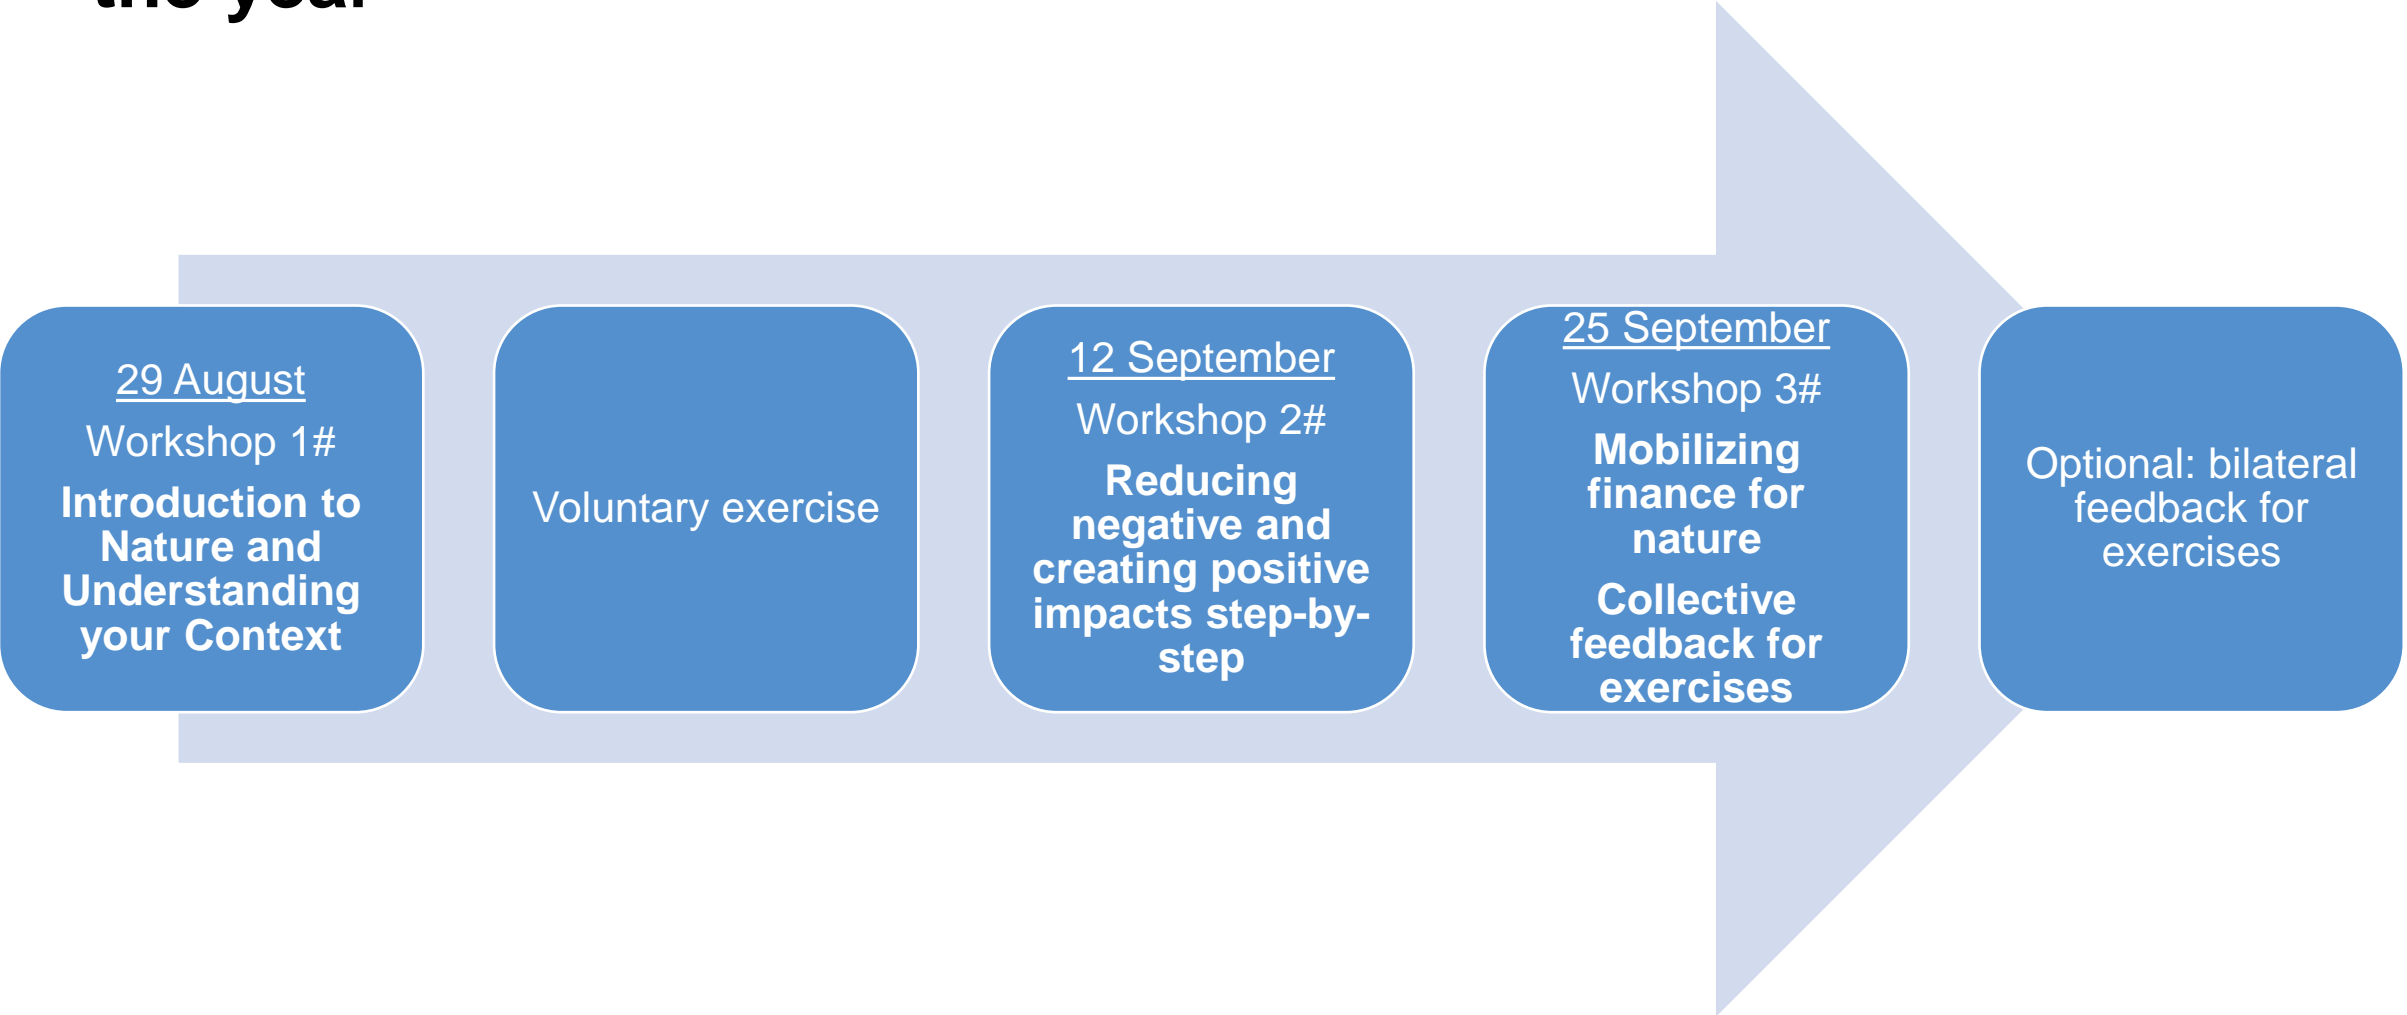 the year
29 August
Workshop 1#
Introduction to
Nature and
Understanding
your Context
Voluntary exercise
12 September
Workshop 2#
Reducing
negative and
creating positive
impacts step-by-
step
25 September
Workshop 3#
Mobilizing
finance for
nature
Collective
feedback for
exercises
Optional: bilateral
feedback for
exercises